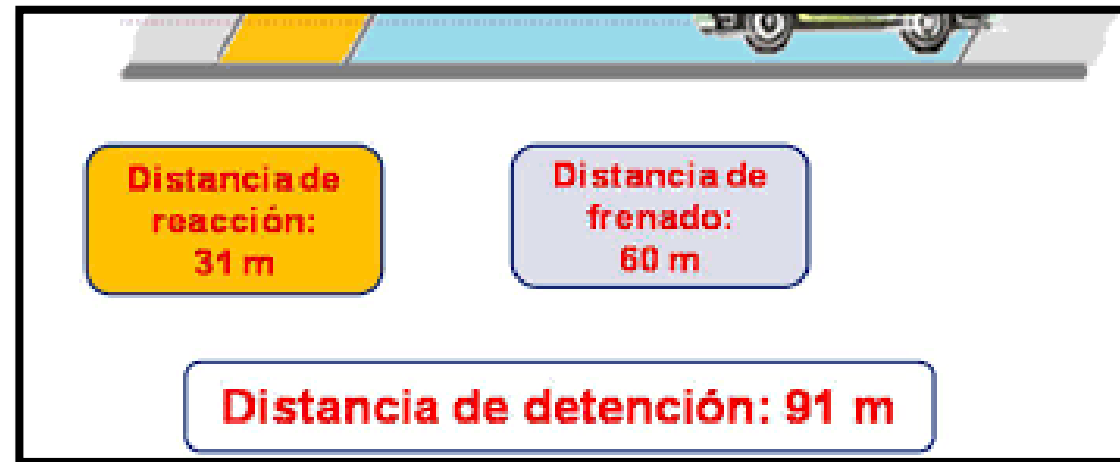 Distancia de
reacción:
31 m
Distancia de
frenado:
60 m
Distancia de detención: 91 m